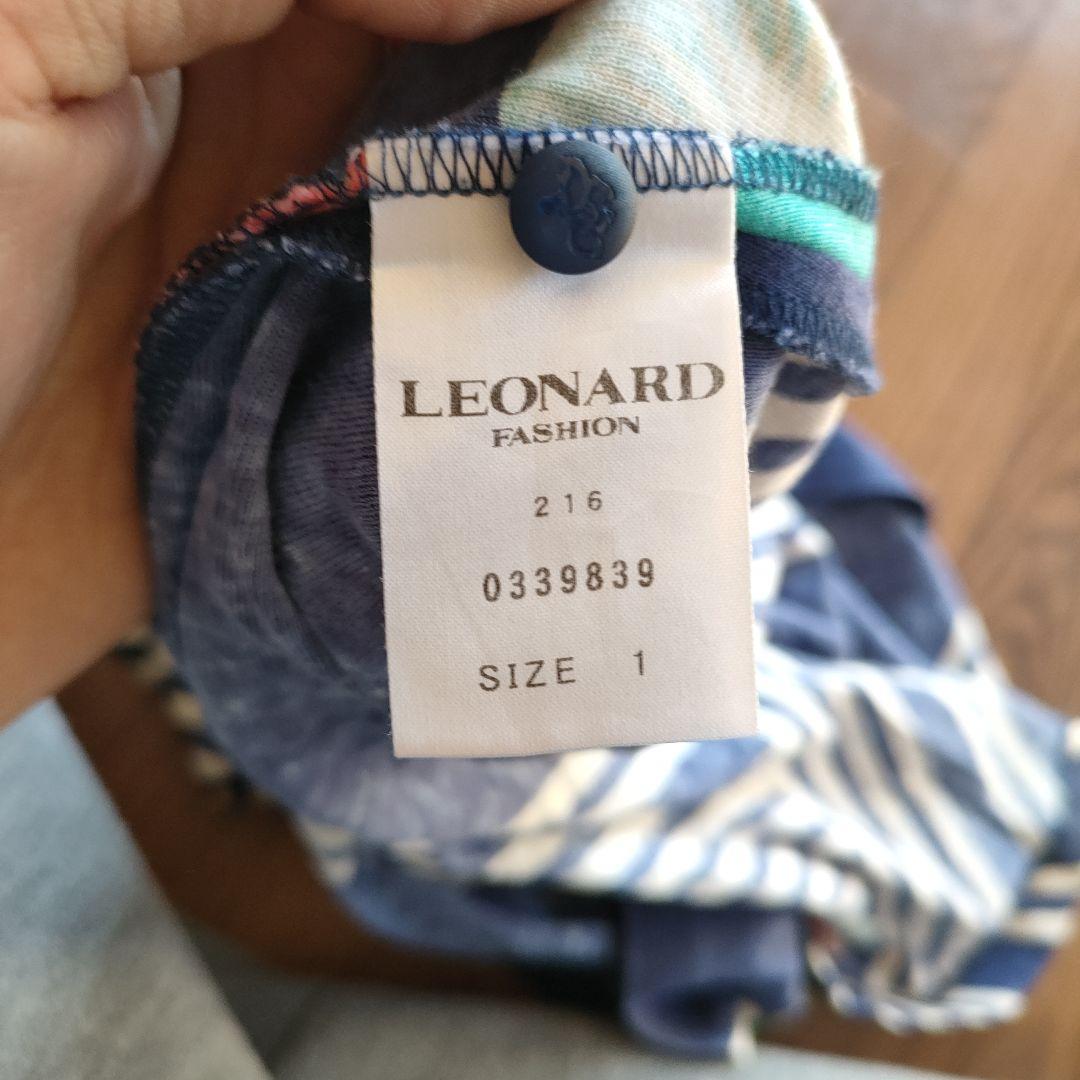 LEONARD
FASHION
216
0339839
SIZE 1